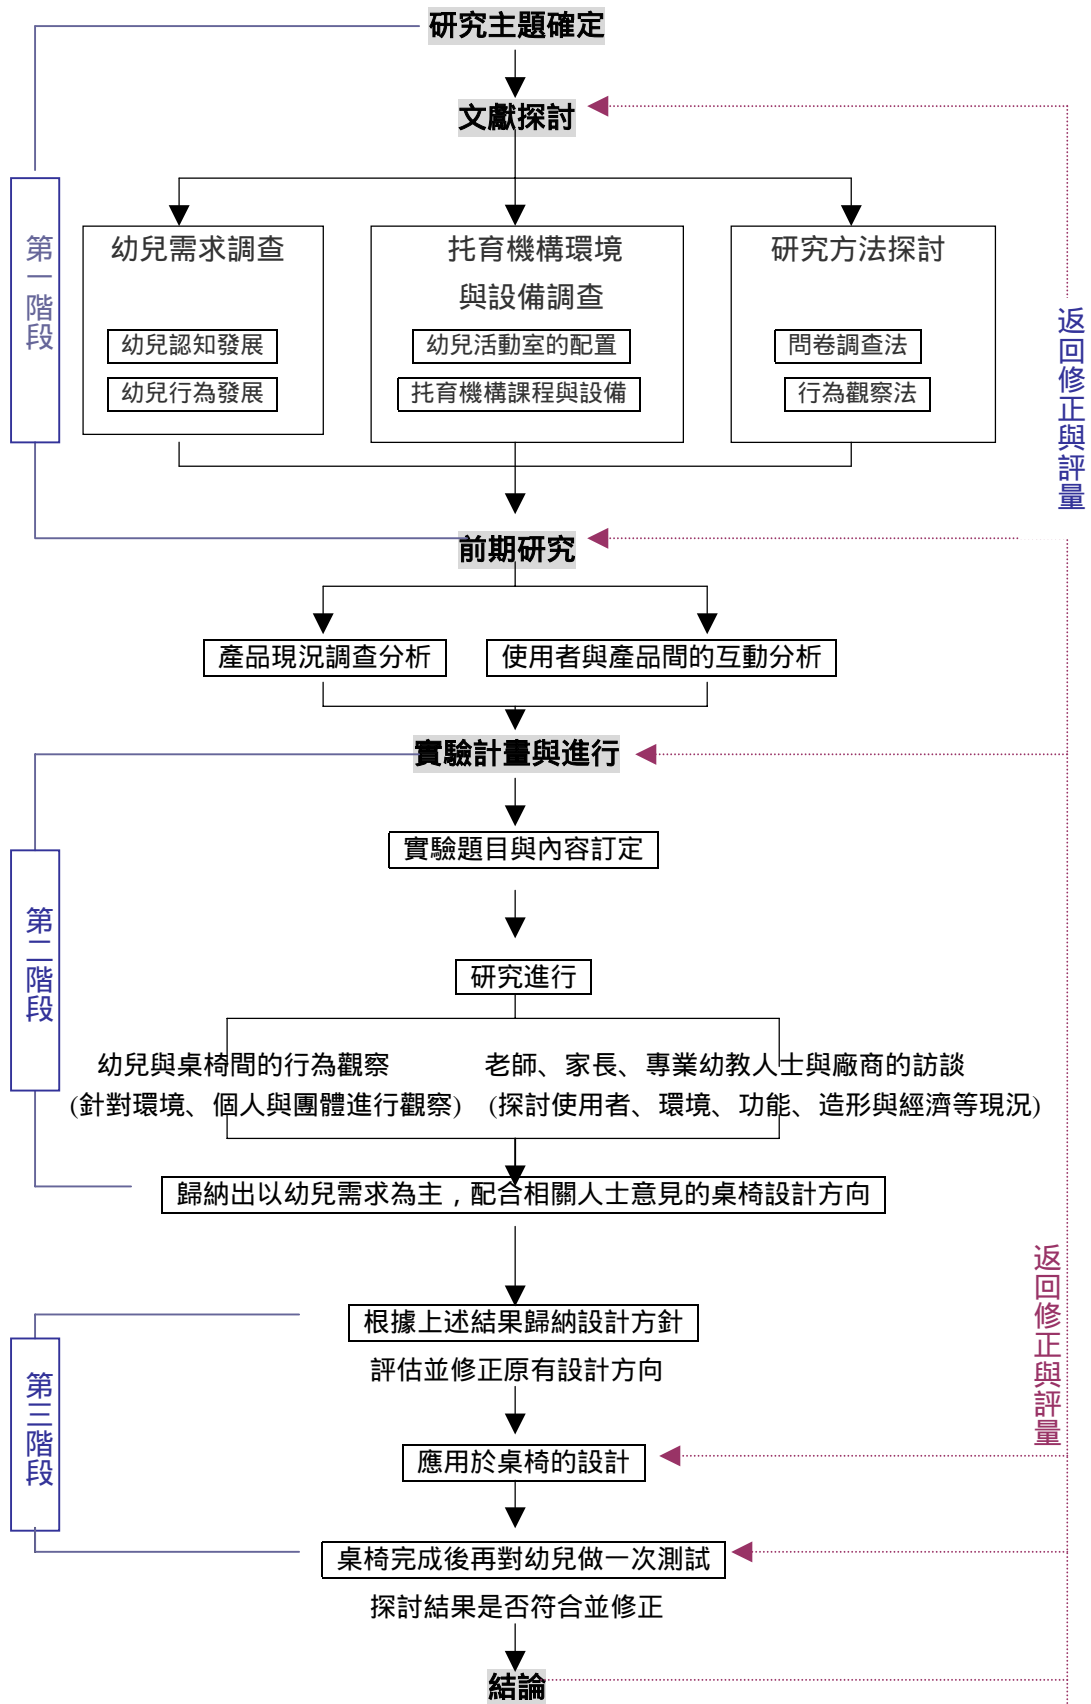 研究主題確定
文獻探討
第一階段
幼兒需求調查
幼兒認知發展
幼兒行為發展
托育機構環境
與設備調查
幼兒活動室的配置
托育機構課程與設備
研究方法探討
問卷調查法
行為觀察法
返回修正與評量
前期研究
產品現況調查分析
使用者與產品間的互動分析
實驗計畫與進行
第二階段
實驗題目與內容訂定
研究進行
幼兒與桌椅間的行為觀察
(針對環境、個人與團體進行觀察)
老師、家長、專業幼教人士與廠商的訪談
(探討使用者、環境、功能、造形與經濟等現況)
歸納出以幼兒需求為主，配合相關人士意見的桌椅設計方向
返回修正與評量
第三階段
根據上述結果歸納設計方針
評估並修正原有設計方向
應用於桌椅的設計
桌椅完成後再對幼兒做一次測試
探討結果是否符合並修正
結論